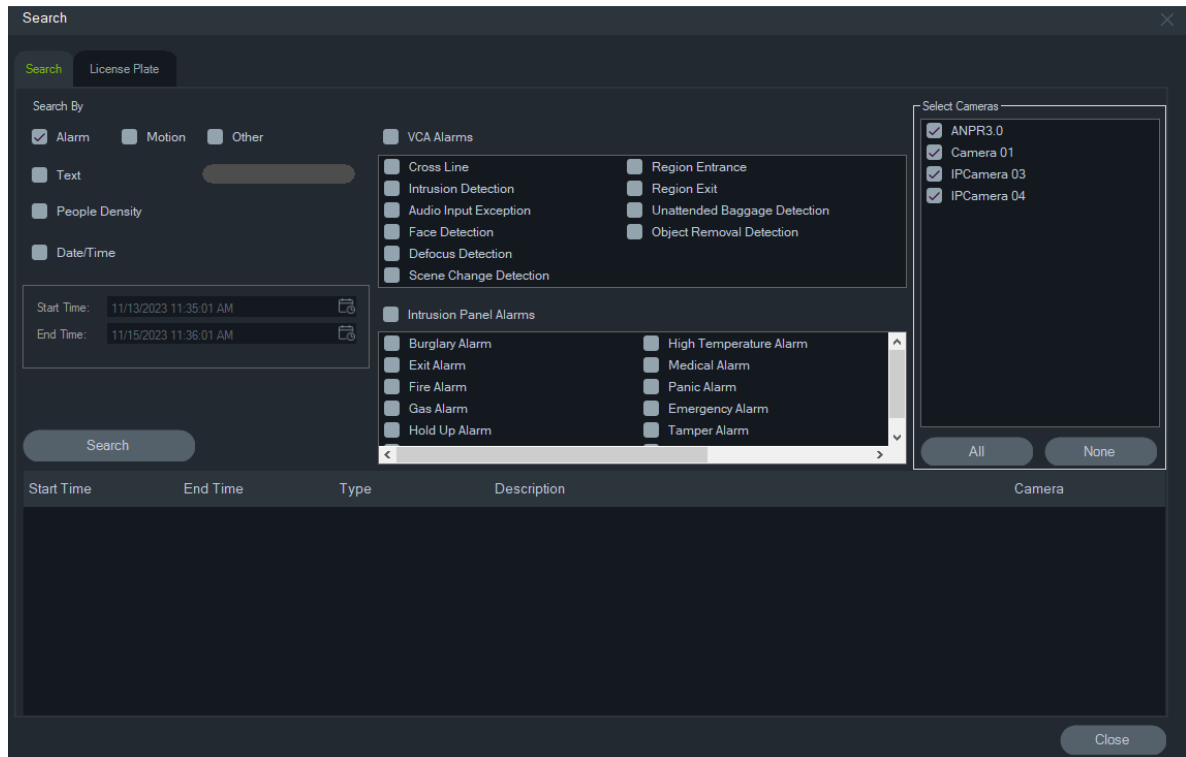 Search
Search License Plate
Search By
Alarm Motion Other
Text
People Density
Date/Time
Start Time: 11/13/2023 11:35:01 AM
End Time: 11/15/2023 11:36:01 AM
Search
VCA Alarms
Cross Line Region Entrance
Intrusion Detection Region Exit
Audio Input Exception Unattended Baggage Detection
Face Detection Object Removal Detection
Defocus Detection
Scene Change Detection
Intrusion Panel Alarms
Burglary Alarm High Temperature Alarm
Exit Alarm Medical Alarm
Fire Alarm Panic Alarm
Gas Alarm Emergency Alarm
Hold Up Alarm Tamper Alarm
Select Cameras
ANPR3.0
Camera 01
IPCamera 03
IPCamera 04
All None
Start Time End Time Type Description Camera
Close